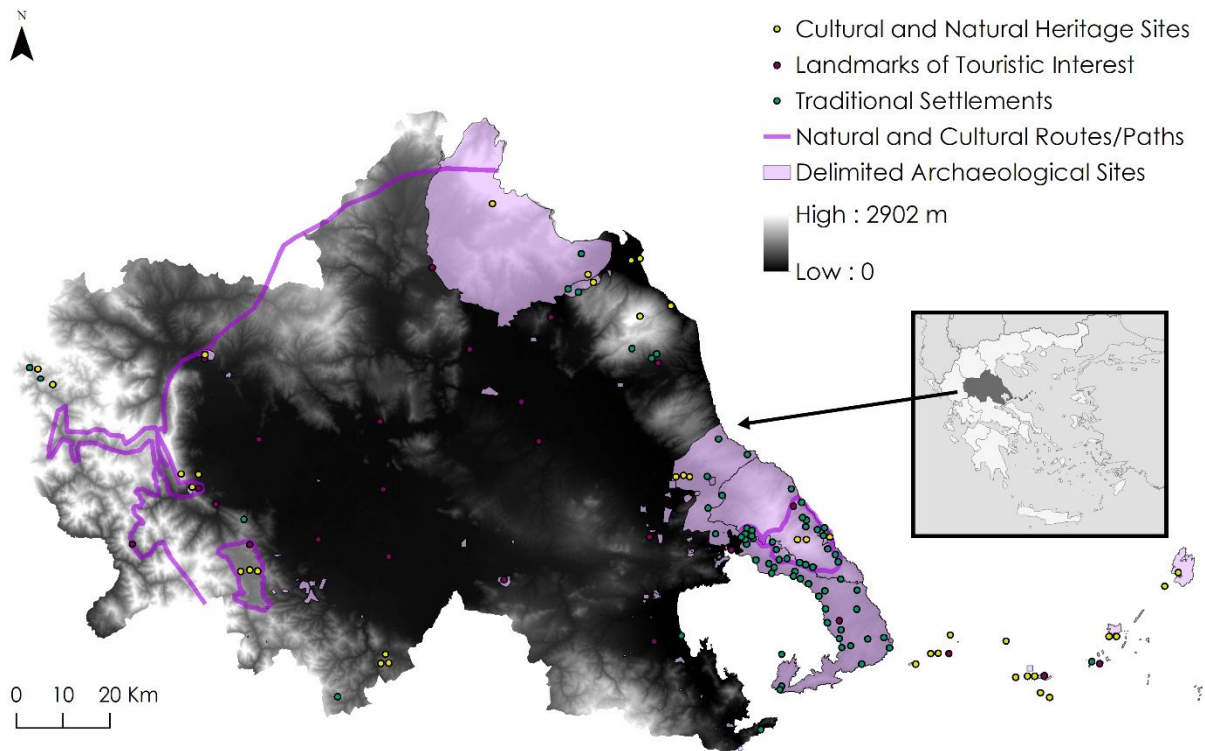 N
Cultural and Natural Heritage Sites
Landmarks of Touristic Interest
Traditional Settlements
Natural and Cultural Routes/Paths
Delimited Archaeological Sites
High : 2902 m
Low : 0
0 10 20 Km